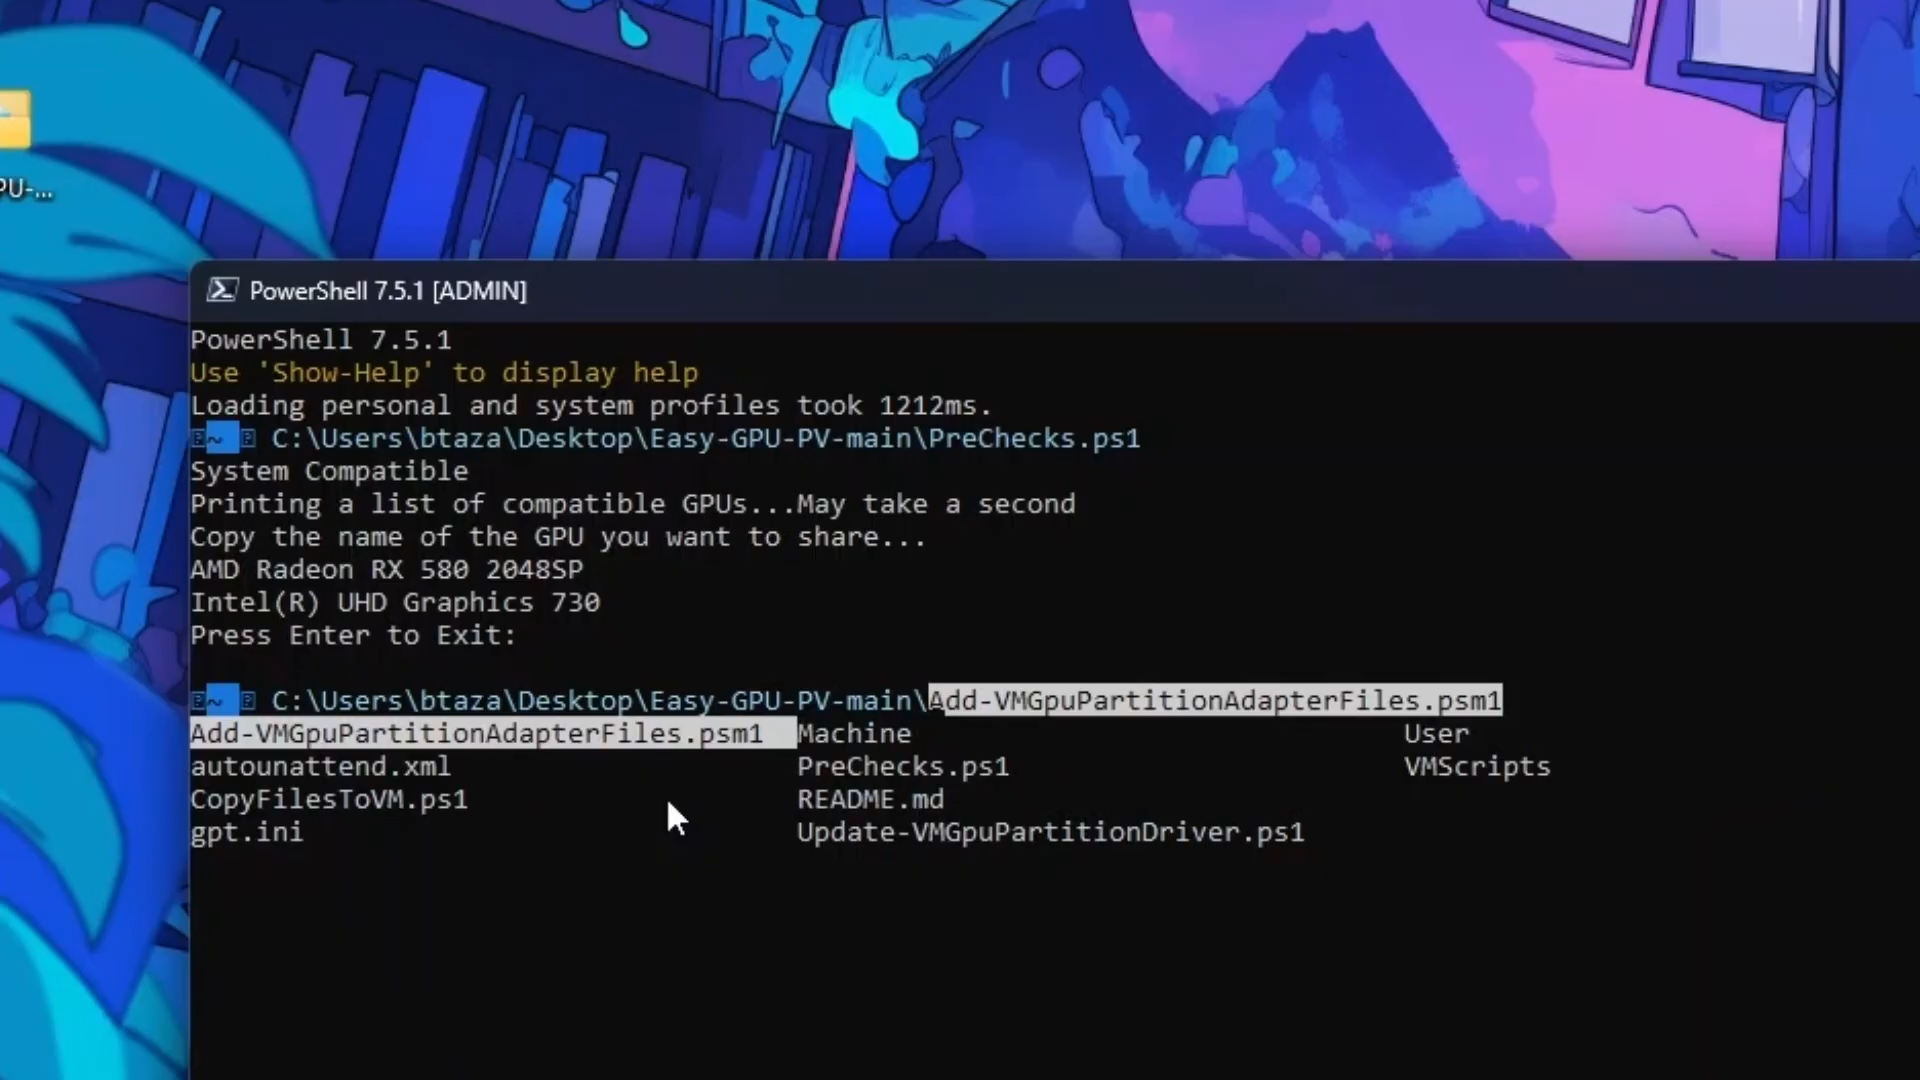 PU-...
PowerShell 7.5.1 [ADMIN]
PowerShell 7.5.1
Use 'Show-Help' to display help
Loading personal and system profiles took 1212ms.
~ C:\Users\btaza\Desktop\Easy-GPU-PV-main\PreChecks.ps1
System Compatible
Printing a list of compatible GPUs...May take a second
Copy the name of the GPU you want to share...
AMD Radeon RX 580 2048SP
Intel(R) UHD Graphics 730
Press Enter to Exit:
~ C:\Users\btaza\Desktop\Easy-GPU-PV-main\Add-VMGpuPartitionAdapterFiles.psm1
Add-VMGpuPartitionAdapterFiles.psm1 Machine User
autounattend.xml PreChecks.ps1 VMScripts
CopyFilesToVM.ps1 README.md
gpt.ini Update-VMGpuPartitionDriver.ps1